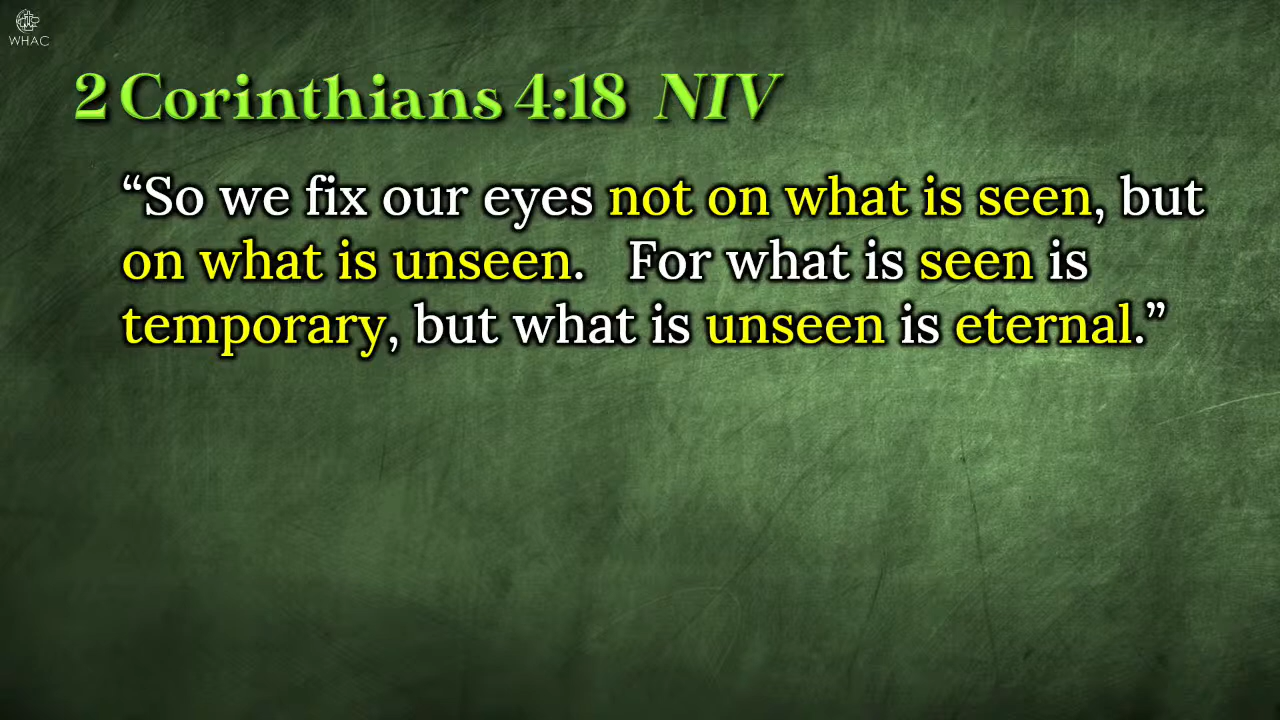 WHAC
2 Corinthians 4:18 NIV
“So we fix our eyes not on what is seen, but
on what is unseen. For what is seen is
temporary, but what is unseen is eternal.”